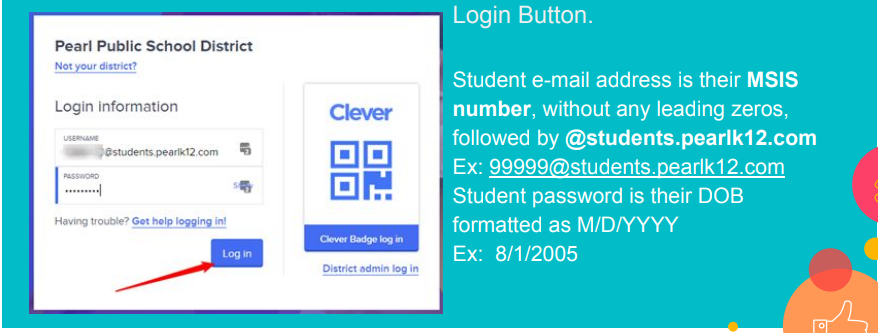 Pearl Public School District
Not your district?
Login information
USERNAME
@students.pearlk12.com
PASSWORD
Having trouble? Get help logging in!
Log in
Clever
Clever Badge log in
District admin log in
Login Button.
Student e-mail address is their MSIS
number, without any leading zeros,
followed by @students.pearlk12.com
Ex: 99999@students.pearlk12.com
Student password is their DOB
formatted as M/D/YYYY
Ex: 8/1/2005